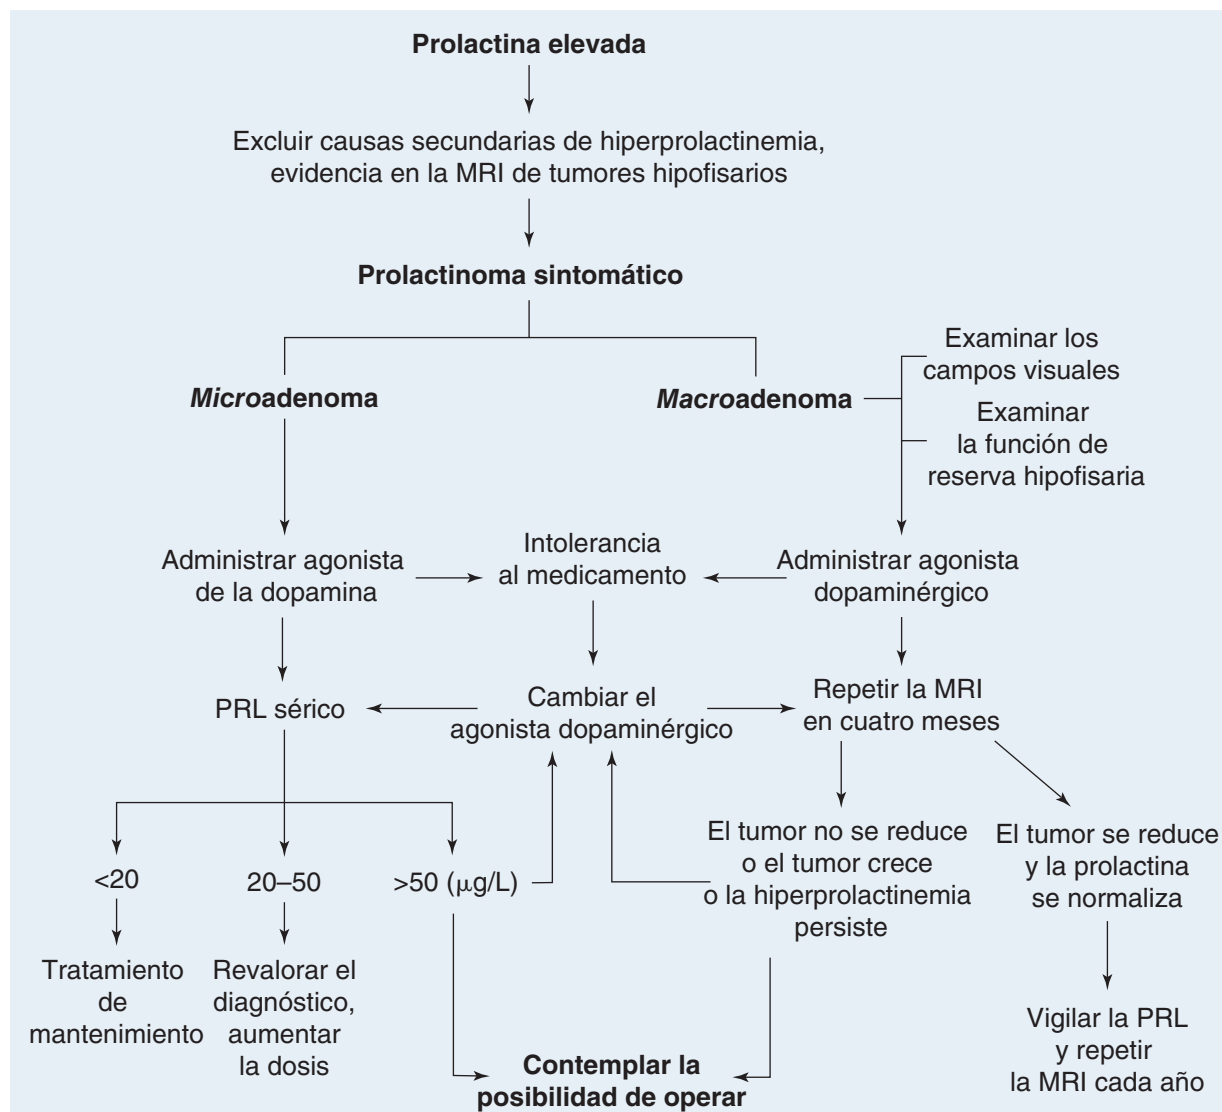 Prolactina elevada
Excluir causas secundarias de hiperprolactinemia,
evidencia en la MRI de tumores hipofisarios
Prolactinoma sintomático
Microadenoma
Macroadenoma
Examinar los
campos visuales
Examinar
la función de
reserva hipofisaria
Administrar agonista
de la dopamina
Intolerancia
al medicamento
Administrar agonista
dopaminérgico
PRL sérico
Cambiar el
agonista dopaminérgico
Repetir la MRI
en cuatro meses
<20
20–50
>50 (μg/L)
El tumor no se reduce
o el tumor crece
o la hiperprolactinemia
persiste
El tumor se reduce
y la prolactina
se normaliza
Tratamiento
de
mantenimiento
Revalorar el
diagnóstico,
aumentar
la dosis
Contemplar la
posibilidad de operar
Vigilar la PRL
y repetir
la MRI cada año